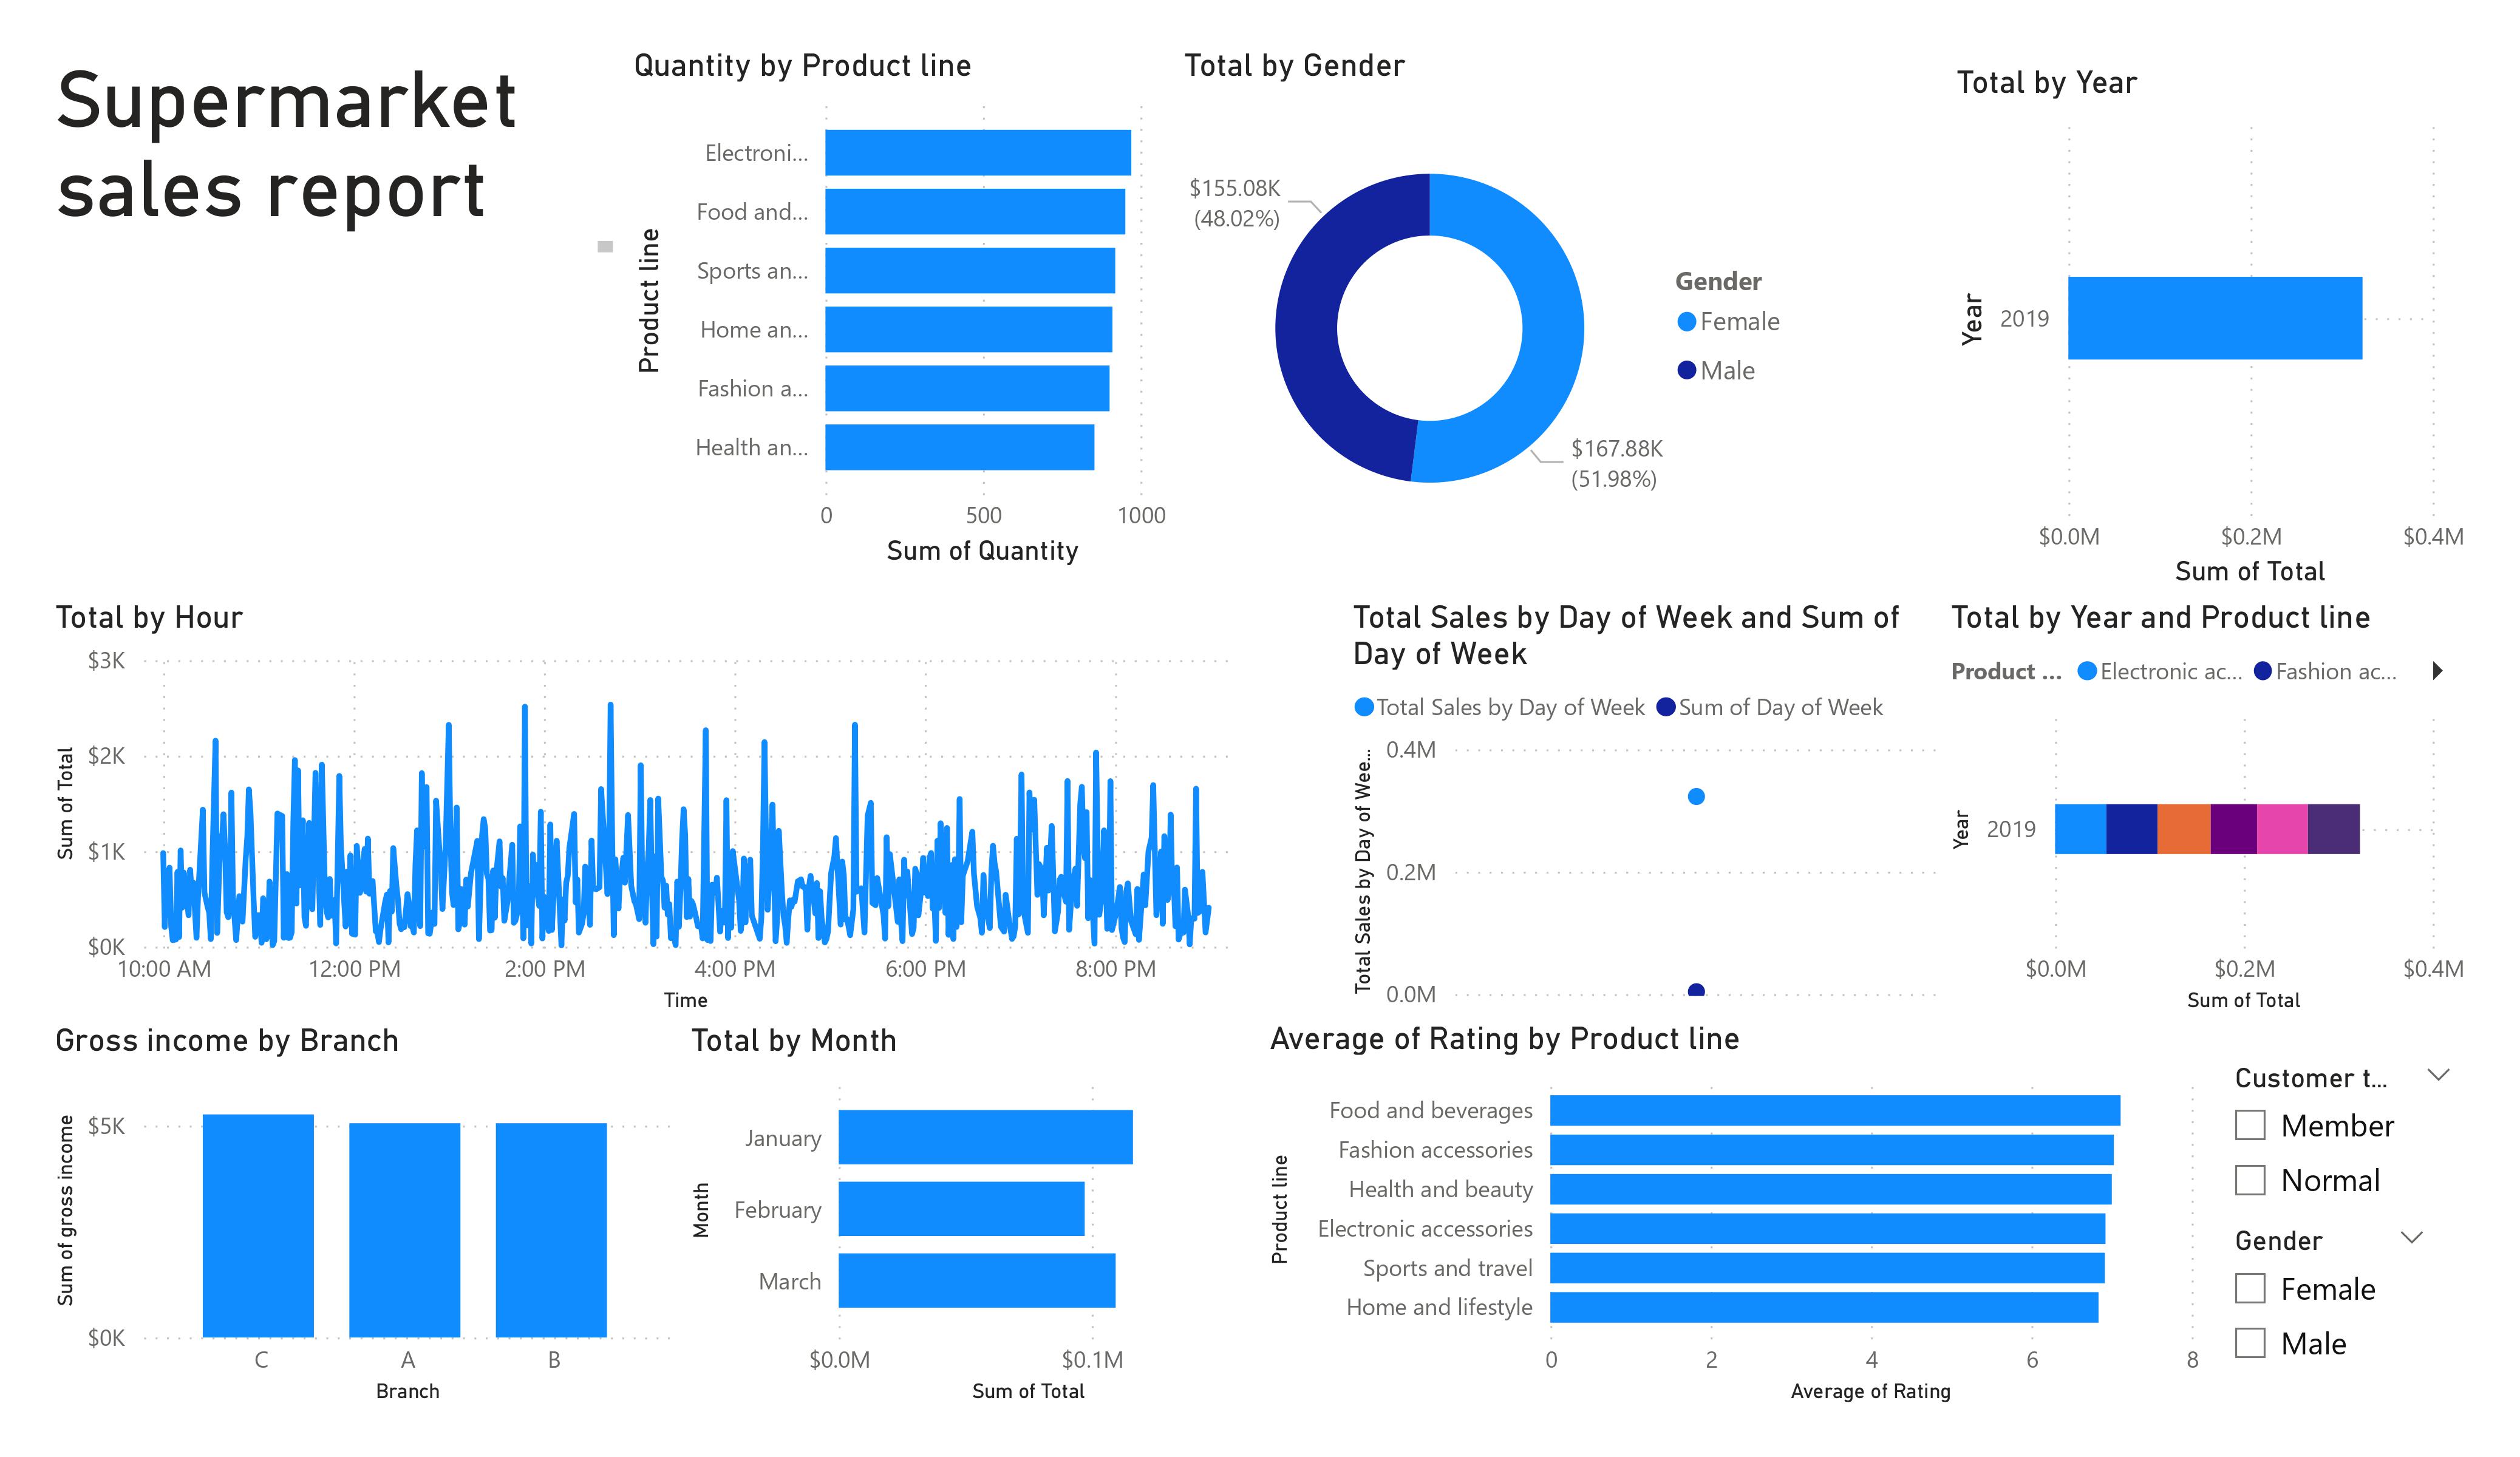 Supermarket
sales report
Quantity by Product line
Product line
Electroni...
Food and...
Sports an...
Home an...
Fashion a...
Health an...
0
500
1000
Sum of Quantity
Total by Gender
$155.08K
(48.02%)
$167.88K
(51.98%)
Gender
Female
Male
Total by Year
Year
2019
$0.0M
$0.2M
$0.4M
Sum of Total
Total by Hour
Sum of Total
$3K
$2K
$1K
$0K
10:00 AM
12:00 PM
2:00 PM
4:00 PM
6:00 PM
8:00 PM
Time
Total Sales by Day of Week and Sum of
Day of Week
Total Sales by Day of Week
Sum of Day of Week
Total Sales by Day of Wee...
0.4M
0.2M
0.0M
Total by Year and Product line
Product ...
Electronic ac...
Fashion ac...
Year
2019
$0.0M
$0.2M
$0.4M
Sum of Total
Gross income by Branch
Sum of gross income
$5K
$0K
C
A
B
Branch
Total by Month
Month
January
February
March
$0.0M
$0.1M
Sum of Total
Average of Rating by Product line
Product line
Food and beverages
Fashion accessories
Health and beauty
Electronic accessories
Sports and travel
Home and lifestyle
0
2
4
6
8
Average of Rating
Customer t...
Member
Normal
Gender
Female
Male